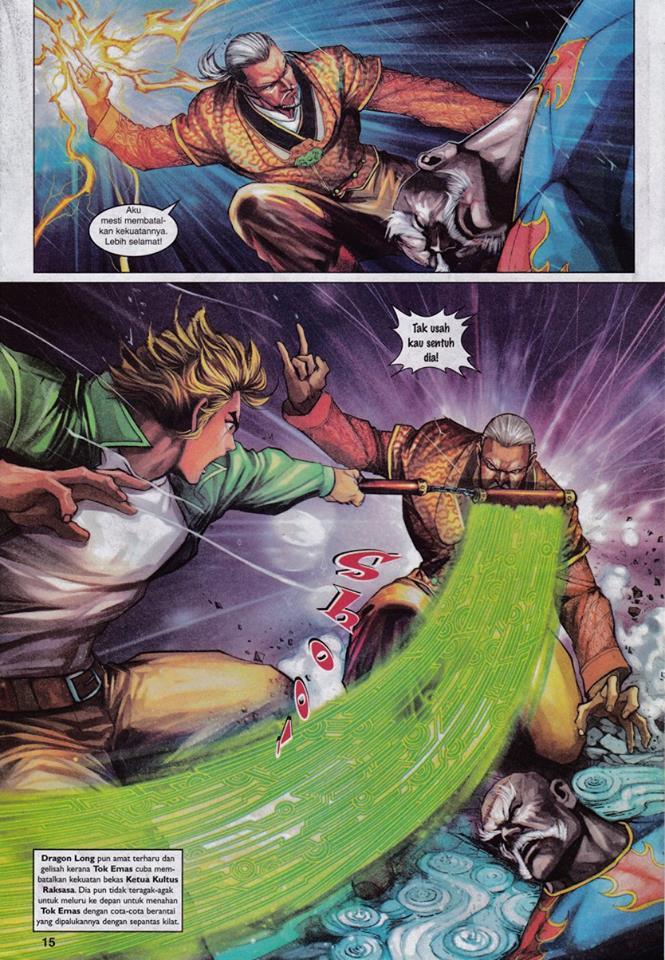 Aku
mesti membatal-
kan kekuatannya.
Lebih selamat!
Tak usah
kau sentuh
dia!
Shoov
Dragon Long pun amat terharu dan
gelisah kerana Tok Emas cuba mem-
batalkan kekuatan bekas Ketua Kultus
Raksasa. Dia pun tidak teragak-agak
untuk meluru ke depan untuk menahan
Tok Emas dengan cota-cota berantai
yang dipalukannya dengan sepantas kilat.
15